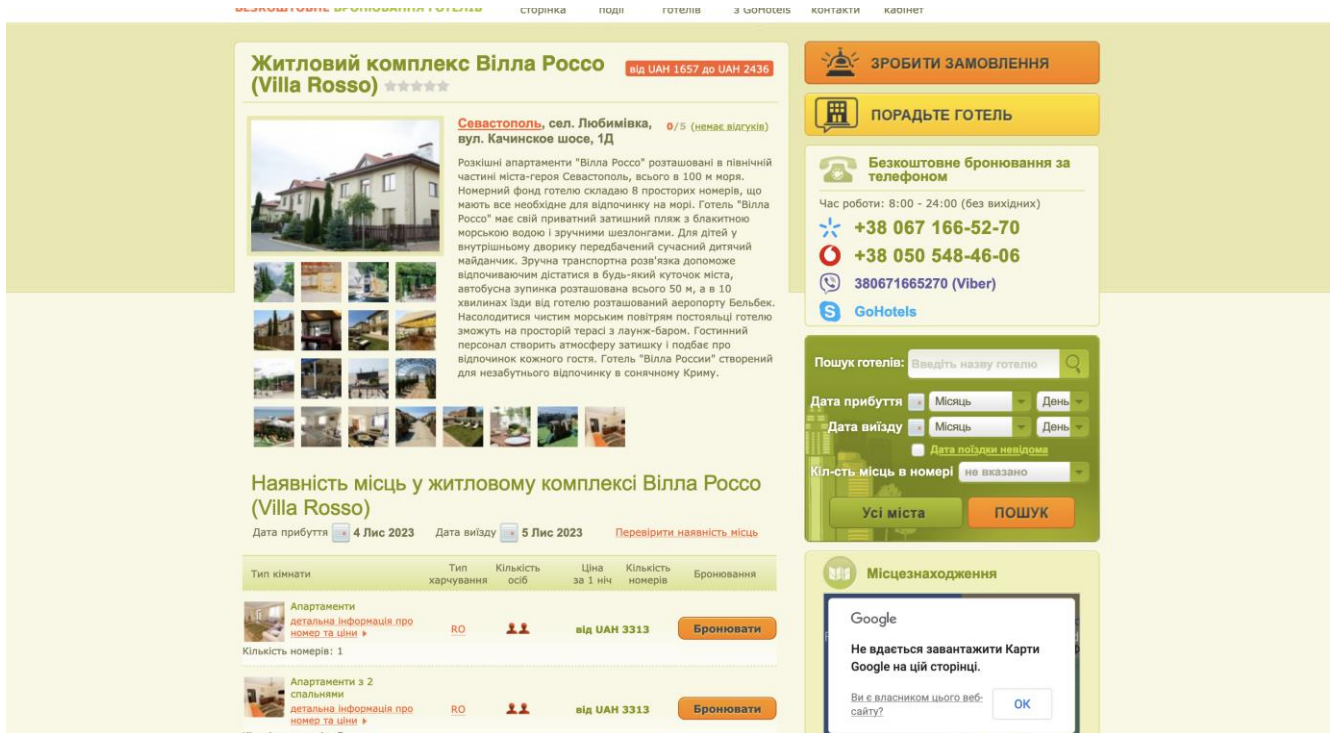 БЕЗКОШТОВНЕ БРОНЮВАННЯ ГОТЕЛІВ
сторінка події готелів з GoHotels контакти кабінет
Житловий комплекс Вілла Россо
(Villa Rosso)
від UAH 1657 до UAH 2436
Севастополь, сел. Любимівка,
вул. Качинское шосе, 1Д
0/5 (немає відгуків)
Розкішні апартаменти "Вілла Россо" розташовані в північній
частині міста-героя Севастополь, всього в 100 м моря.
Номерний фонд готелю складаю 8 просторих номерів, що
мають все необхідне для відпочинку на морі. Готель "Вілла
Россо" має свій приватний затишний пляж з блакитною
морською водою і зручними шезлонгами. Для дітей у
внутрішньому дворику передбачений сучасний дитячий
майданчик. Зручна транспортна розв'язка допоможе
відпочиваючим дістатися в будь-який куточок міста,
автобусна зупинка розташована всього 50 м, а в 10
хвилинах їзди від готелю розташований аеропорту Бельбек.
Насолодитися чистим морським повітрям постояльці готелю
зможуть на просторій терасі з лаунж-баром. Гостинний
персонал створить атмосферу затишку і подбає про
відпочинок кожного гостя. Готель "Вілла России" створений
для незабутнього відпочинку в сонячному Криму.
Наявність місць у житловому комплексі Вілла Россо
(Villa Rosso)
Дата прибуття 4 Лис 2023 Дата виїзду 5 Лис 2023 Перевірити наявність місць
Тип кімнати Тип харчування Кількість осіб Ціна за 1 ніч Кількість номерів Бронювання
Апартаменти
детальна інформація про
номер та ціни
RO від UAH 3313 Бронювати
Кількість номерів: 1
Апартаменти з 2
спальнями
детальна інформація про
номер та ціни
RO від UAH 3313 Бронювати
ЗРОБИТИ ЗАМОВЛЕННЯ
ПОРАДЬТЕ ГОТЕЛЬ
Безкоштовне бронювання за
телефоном
Час роботи: 8:00 - 24:00 (без вихідних)
+38 067 166-52-70
+38 050 548-46-06
380671665270 (Viber)
GoHotels
Пошук готелів: Введіть назву готелю
Дата прибуття Місяць День
Дата виїзду Місяць День
Дата поїздки невідома
Кіл-сть місць в номері не вказано
Усі міста ПОШУК
Місцезнаходження
Google
Не вдається завантажити Карти
Google на цій сторінці.
Ви є власником цього веб-
сайту?
ОК